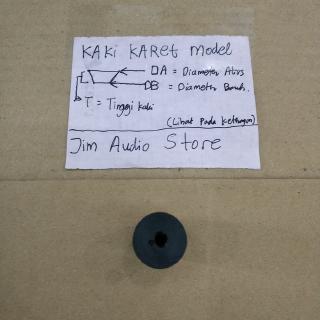 KAKi KARET MODEL
DA = Diameter Atas
DB = Diameter Bawah.
T = Tinggi kaki
(Lihat Pada Keterangan)
Jim Audio Store